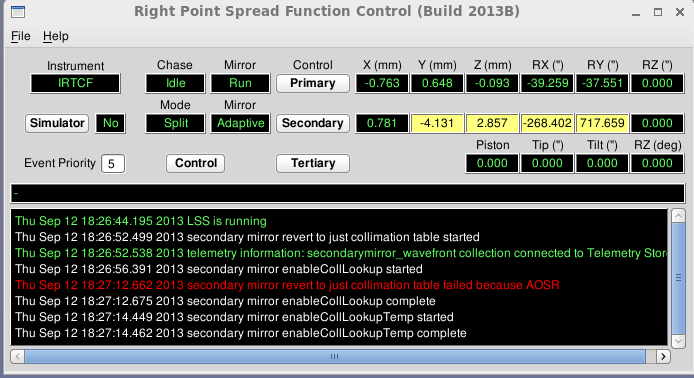 Right Point Spread Function Control (Build 2013B)
File Help
Instrument Chase Mirror Control X (mm) Y (mm) Z (mm) RX (") RY (") RZ (")
IRTCF Idle Run Primary -0.763 0.648 -0.093 -39.259 -37.551 0.000
Mode Mirror
Simulator No Split Adaptive Secondary 0.781 -4.131 2.857 -268.402 717.659 0.000
Piston Tip (") Tilt (") RZ (deg)
Event Priority 5 Control Tertiary 0.000 0.000 0.000 0.000
-
Thu Sep 12 18:26:44.195 2013 LSS is running
Thu Sep 12 18:26:52.499 2013 secondary mirror revert to just collimation table started
Thu Sep 12 18:26:52.538 2013 telemetry information: secondarymirror_wavefront collection connected to Telemetry Stor
Thu Sep 12 18:26:56.391 2013 secondary mirror enableCollLookup started
Thu Sep 12 18:27:12.662 2013 secondary mirror revert to just collimation table failed because AOSR
Thu Sep 12 18:27:12.675 2013 secondary mirror enableCollLookup complete
Thu Sep 12 18:27:14.449 2013 secondary mirror enableCollLookupTemp started
Thu Sep 12 18:27:14.462 2013 secondary mirror enableCollLookupTemp complete